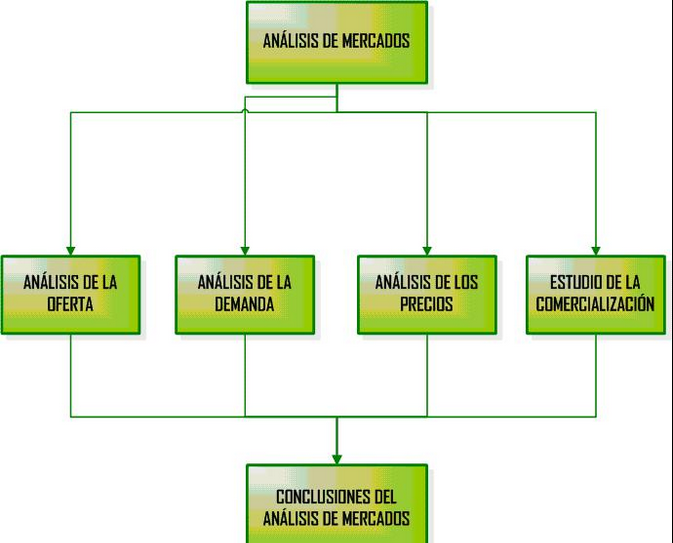 ANÁLISIS DE MERCADOS
ANÁLISIS DE LA
OFERTA
ANÁLISIS DE LA
DEMANDA
ANÁLISIS DE LOS
PRECIOS
ESTUDIO DE LA
COMERCIALIZACIÓN
CONCLUSIONES DEL
ANÁLISIS DE MERCADOS